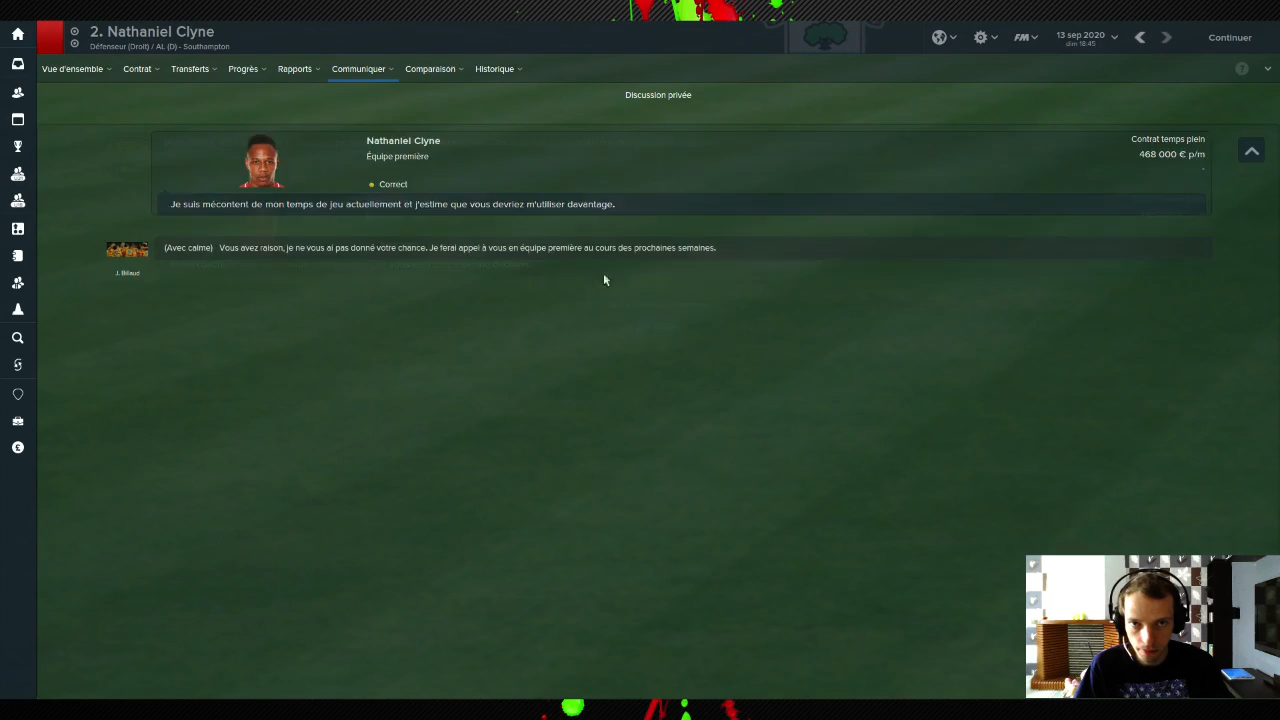 2. Nathaniel Clyne
Défenseur (Droit) / AL (D) - Southampton
FM
13 sep 2020
dim 18:45
Continuer
Vue d'ensemble
Contrat
Transferts
Progrès
Rapports
Communiquer
Comparaison
Historique
?
Discussion privée
Nathaniel Clyne
Équipe première
Correct
Contrat temps plein
468 000 € p/m
-
Je suis mécontent de mon temps de jeu actuellement et j'estime que vous devriez m'utiliser davantage.
(Avec calme) Vous avez raison, je ne vous ai pas donné votre chance. Je ferai appel à vous en équipe première au cours des prochaines semaines.
J. Billaud